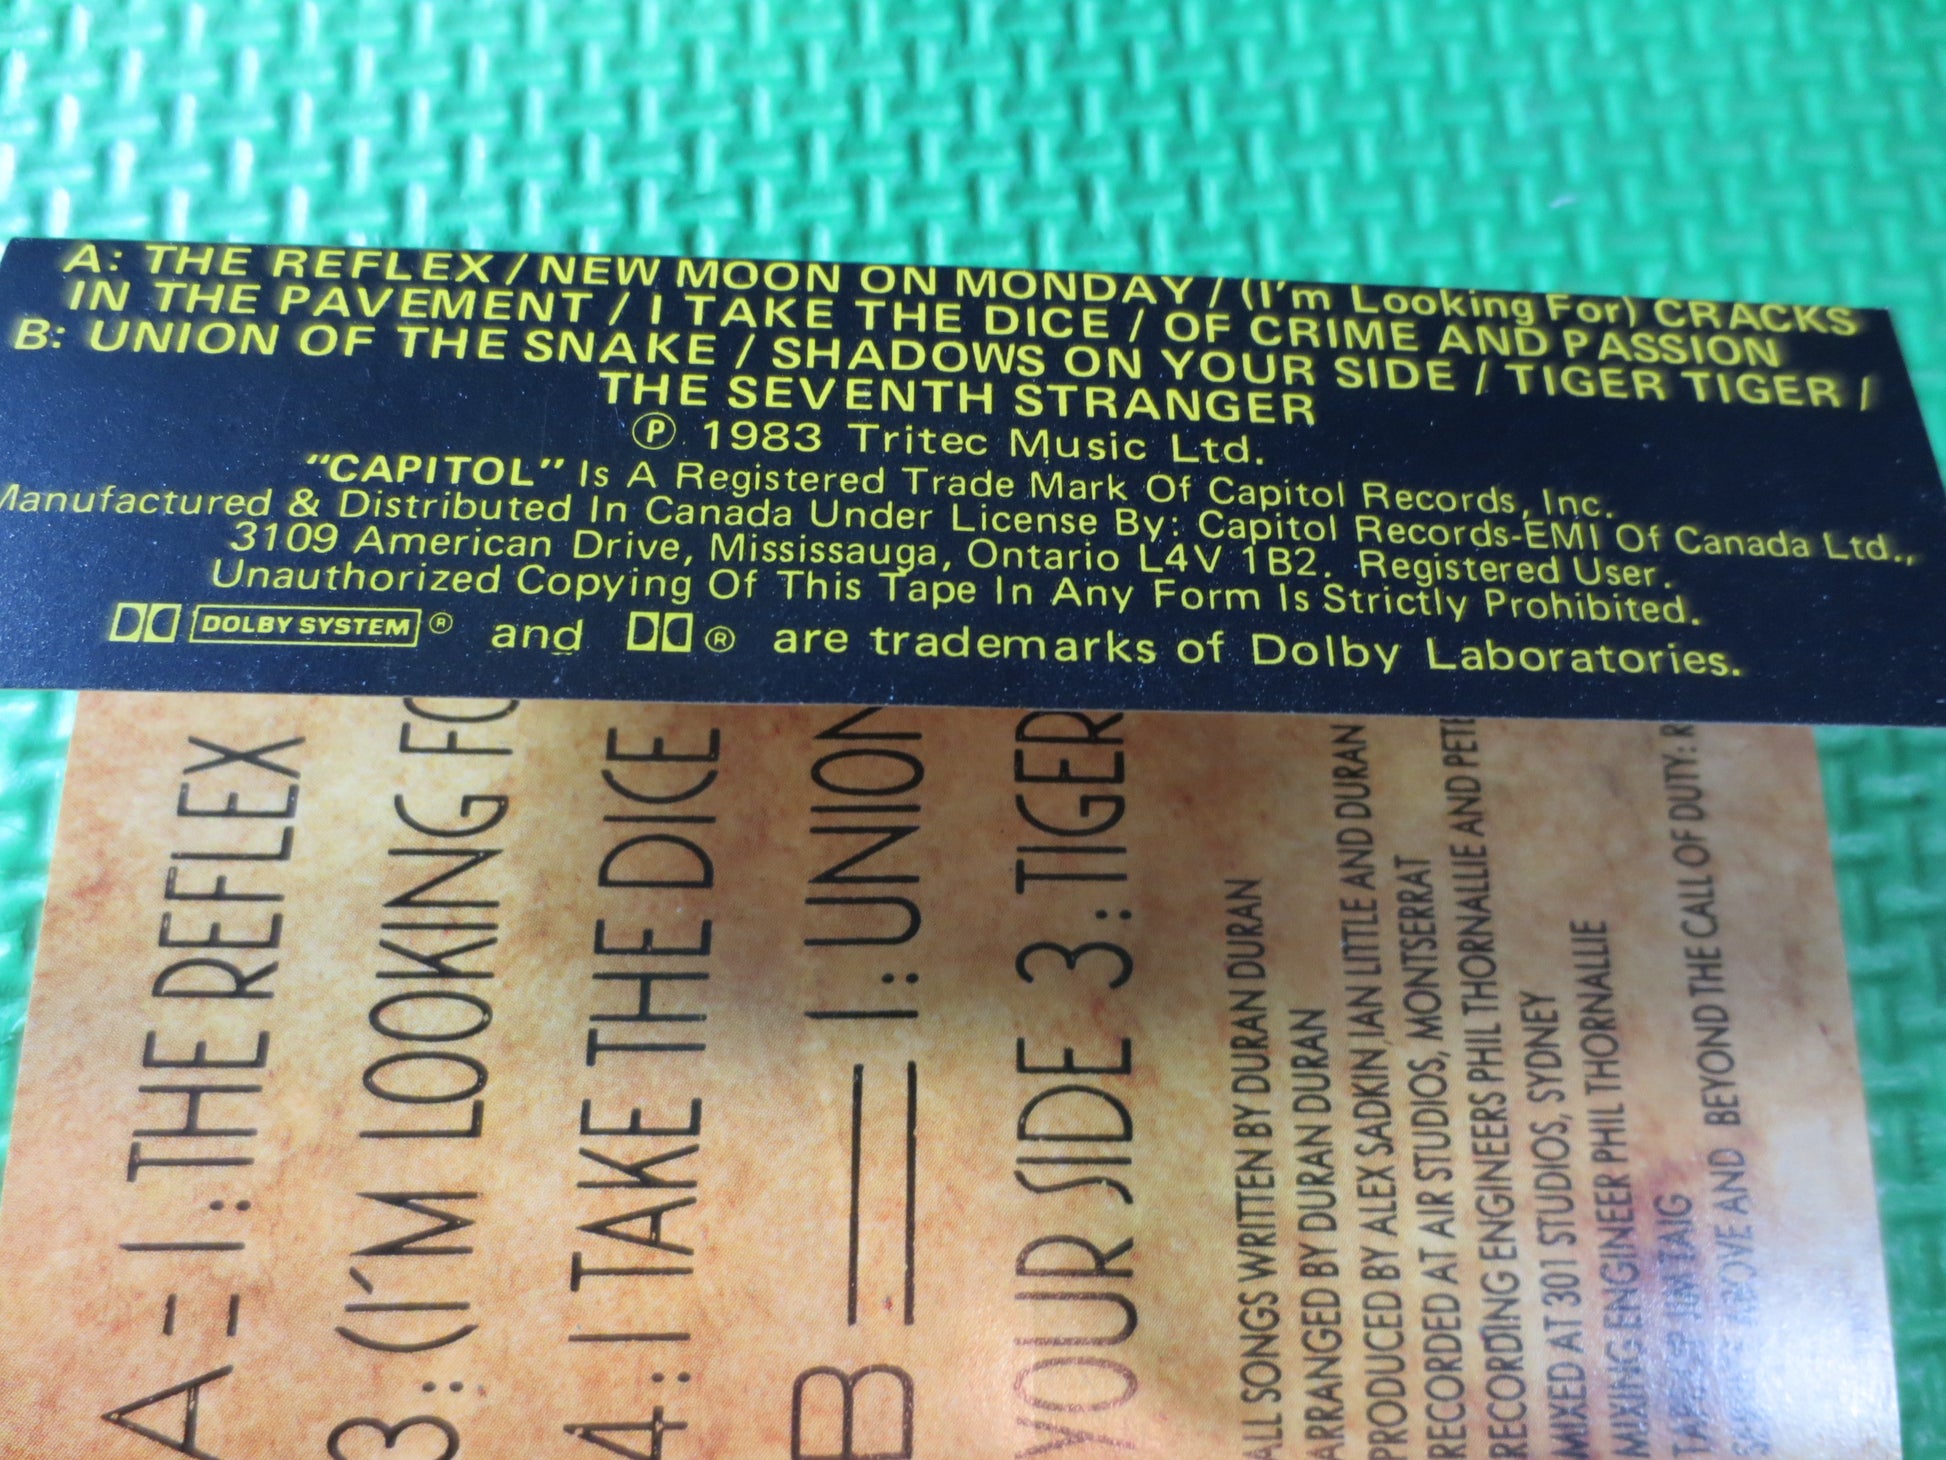 A: THE REFLEX / NEW MOON ON MONDAY / (I'm Looking For) CRACKS
IN THE PAVEMENT / I TAKE THE DICE / OF CRIME AND PASSION
B: UNION OF THE SNAKE / SHADOWS ON YOUR SIDE / TIGER TIGER /
THE SEVENTH STRANGER
Ⓟ 1983 Tritec Music Ltd.
"CAPITOL" Is A Registered Trade Mark Of Capitol Records, Inc.
Manufactured & Distributed In Canada Under License By: Capitol Records-EMI Of Canada Ltd.,
3109 American Drive, Mississauga, Ontario L4V 1B2. Registered User.
Unauthorized Copying Of This Tape In Any Form Is Strictly Prohibited.
DOLBY SYSTEM ® and ® are trademarks of Dolby Laboratories.
A= 1: THE REFLEX
3: (I'M LOOKING FO
4: I TAKE THE DICE
B= 1: UNION
YOUR SIDE 3: TIGER
ALL SONGS WRITTEN BY DURAN DURAN
ARRANGED BY DURAN DURAN
PRODUCED BY ALEX SADKIN, IAN LITTLE AND DURAN
RECORDED AT AIR STUDIOS, MONTSERRAT
RECORDING ENGINEERS PHIL THORNALLIE AND PETE
MIXED AT 301 STUDIOS, SYDNEY
MIXING ENGINEER PHIL THORNALLIE
TAPE OP TIM TAIG
ABOVE AND BEYOND THE CALL OF DUTY: R